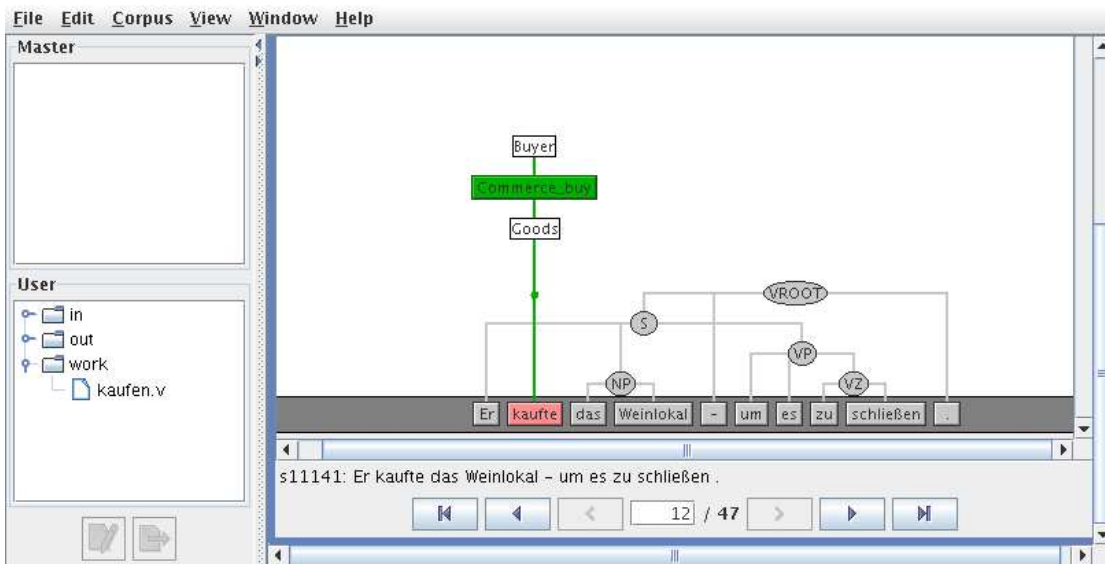 File Edit Corpus View Window Help
Master
User
in
out
work
kaufen.v
Buyer
Commerce_buy
Goods
VROOT
S
VP
NP VZ
Er kaufte das Weinlokal - um es zu schließen .
s11141: Er kaufte das Weinlokal - um es zu schließen .
12 / 47